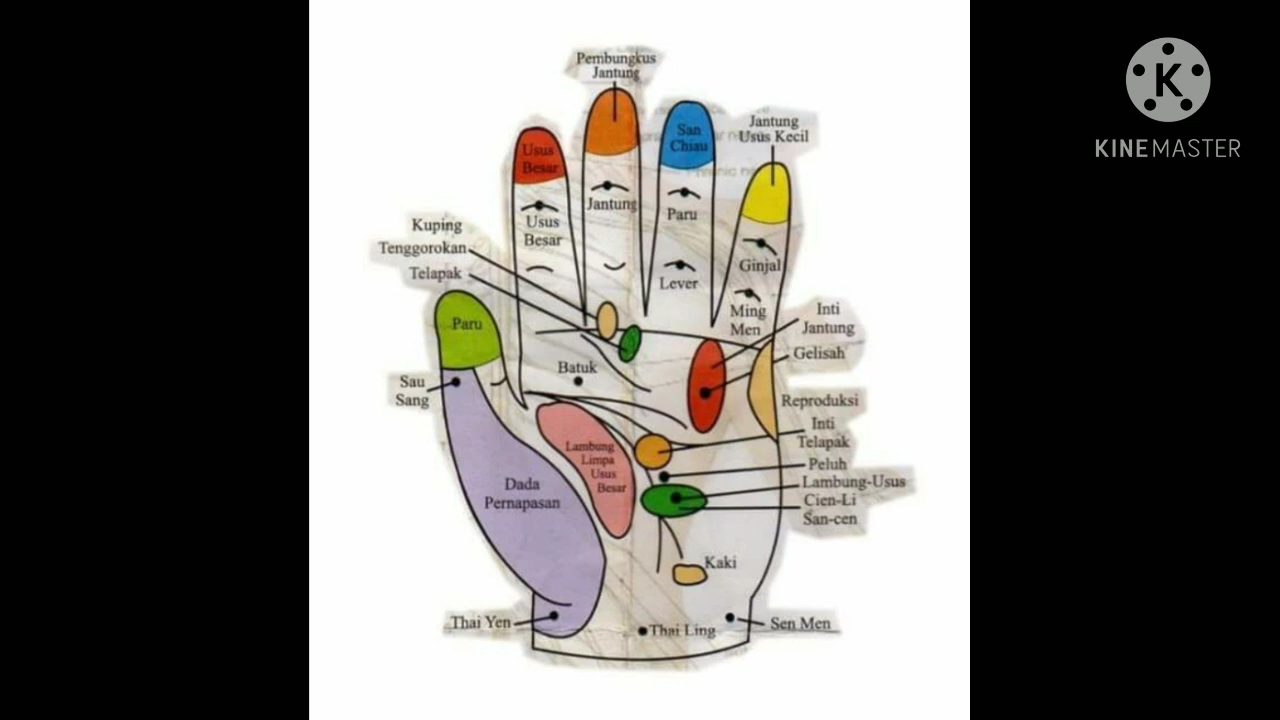 Pembungkus
Jantung
Usus
Besar
San
Chiau
Jantung
Usus Kecil
Jantung
Paru
Usus
Besar
Kuping
Tenggorokan
Telapak
Ginjal
Lever
Ming
Men
Inti
Jantung
Gelisah
Paru
Batuk
Sau
Sang
Reproduksi
Inti
Telapak
Lambung
Limpa
Usus
Besar
Peluh
Lambung-Usus
Cien-Li
San-cen
Dada
Pernapasan
Kaki
Thai Yen
Thai Ling
Sen Men
K
KINEMASTER